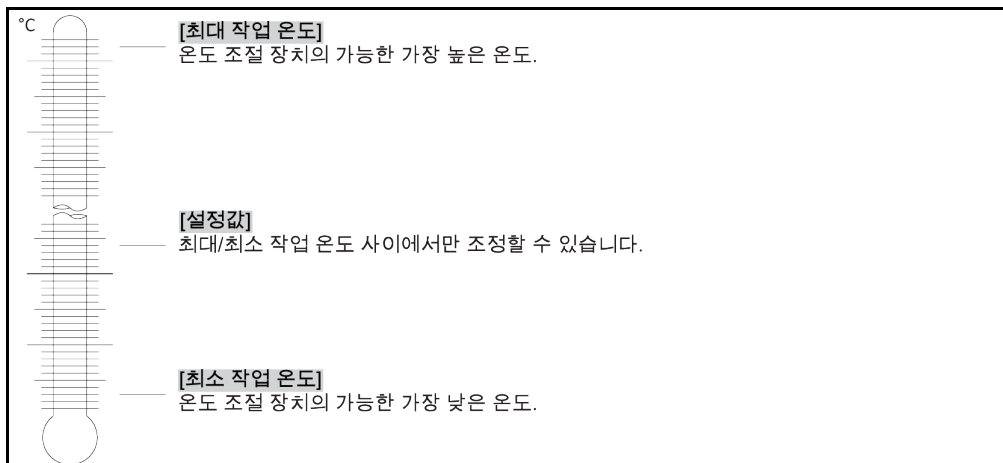 °C
[최대 작업 온도]
온도 조절 장치의 가능한 가장 높은 온도.
[설정값]
최대/최소 작업 온도 사이에서만 조정할 수 있습니다.
[최소 작업 온도]
온도 조절 장치의 가능한 가장 낮은 온도.